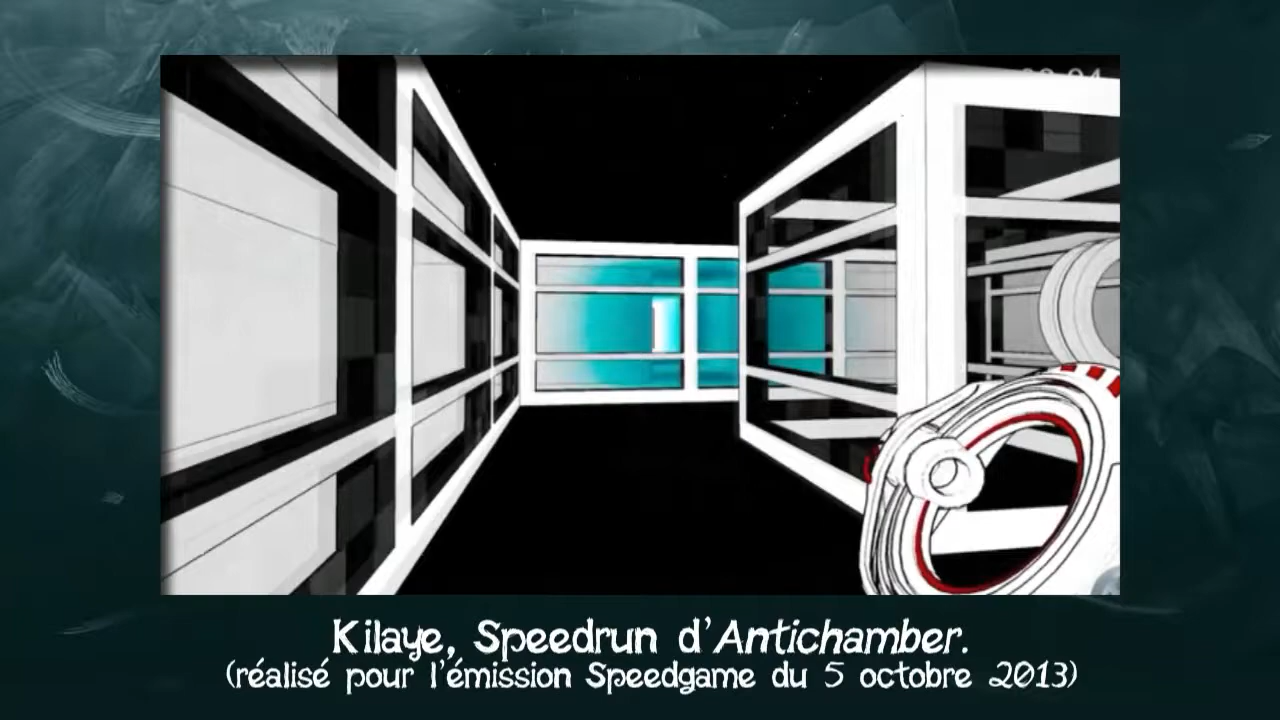 Kilaye, Speedrun d'Antichamber.
(réalisé pour l'émission Speedgame du 5 octobre 2013)